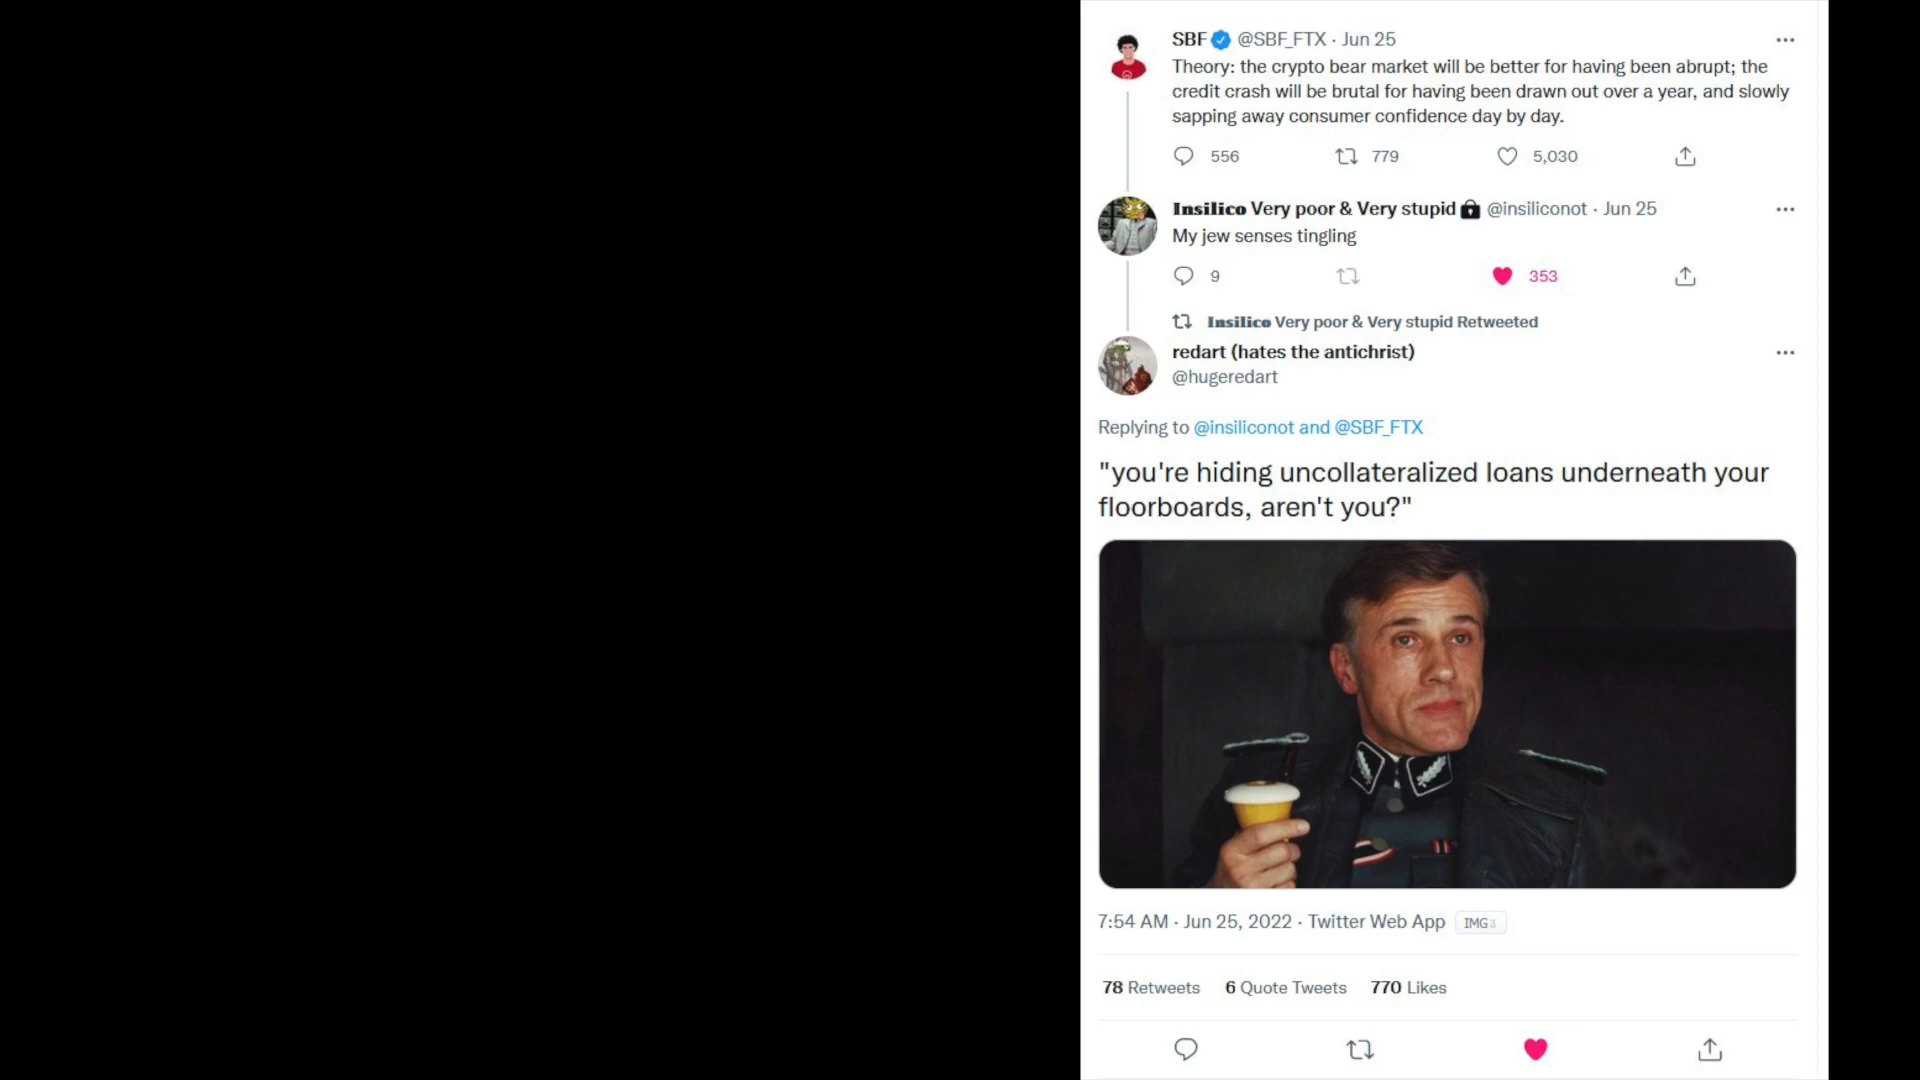 SBF @SBF_FTX · Jun 25
Theory: the crypto bear market will be better for having been abrupt; the
credit crash will be brutal for having been drawn out over a year, and slowly
sapping away consumer confidence day by day.
556 779 5,030
Insilico Very poor & Very stupid @insiliconot · Jun 25
My jew senses tingling
9 353
Insilico Very poor & Very stupid Retweeted
redart (hates the antichrist)
@hugeredart
Replying to @insiliconot and @SBF_FTX
"you're hiding uncollateralized loans underneath your
floorboards, aren't you?"
7:54 AM · Jun 25, 2022 · Twitter Web App IMG
78 Retweets 6 Quote Tweets 770 Likes